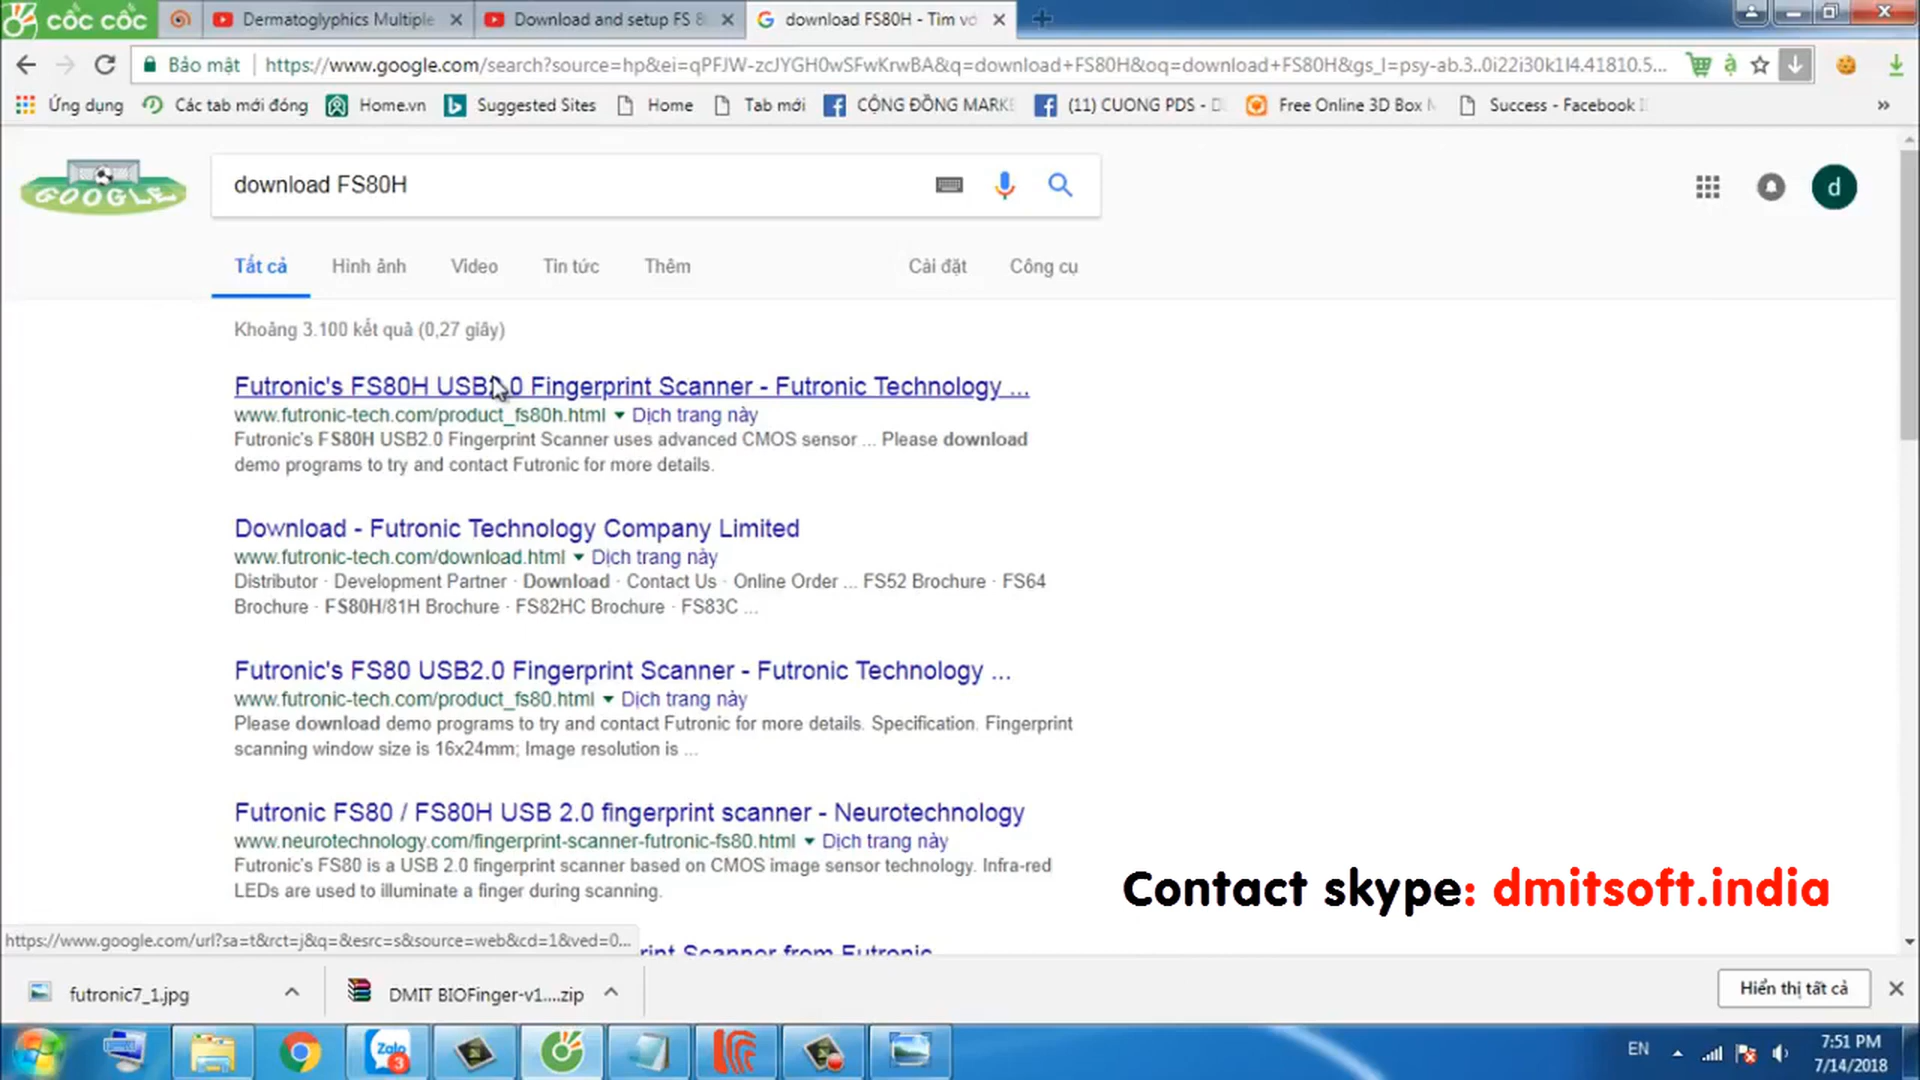 cốc cốc
Dermatoglyphics Multiple
Download and setup FS 8
download FS80H - Tìm vớ
Bảo mật
https://www.google.com/search?source=hp&ei=qPFJW-zcJYGH0wSFwKrwBA&q=download+FS80H&oq=download+FS80H&gs_l=psy-ab.3..0i22i30k1l4.41810.5...
Ứng dụng
Các tab mới đóng
Home.vn
Suggested Sites
Home
Tab mới
CỘNG ĐỒNG MARKE
(11) CUONG PDS - D
Free Online 3D Box M
Success - Facebook
»
GOOGLE
download FS80H
d
Tất cả
Hình ảnh
Video
Tin tức
Thêm
Cài đặt
Công cụ
Khoảng 3.100 kết quả (0,27 giây)
Futronic's FS80H USB2.0 Fingerprint Scanner - Futronic Technology ...
www.futronic-tech.com/product_fs80h.html Dịch trang này
Futronic's FS80H USB2.0 Fingerprint Scanner uses advanced CMOS sensor ... Please download
demo programs to try and contact Futronic for more details.
Download - Futronic Technology Company Limited
www.futronic-tech.com/download.html Dịch trang này
Distributor · Development Partner · Download · Contact Us · Online Order ... FS52 Brochure · FS64
Brochure · FS80H/81H Brochure · FS82HC Brochure · FS83C ...
Futronic's FS80 USB2.0 Fingerprint Scanner - Futronic Technology ...
www.futronic-tech.com/product_fs80.html Dịch trang này
Please download demo programs to try and contact Futronic for more details. Specification. Fingerprint
scanning window size is 16x24mm; Image resolution is ...
Futronic FS80 / FS80H USB 2.0 fingerprint scanner - Neurotechnology
www.neurotechnology.com/fingerprint-scanner-futronic-fs80.html Dịch trang này
Futronic's FS80 is a USB 2.0 fingerprint scanner based on CMOS image sensor technology. Infra-red
LEDs are used to illuminate a finger during scanning.
Contact skype: dmitsoft.india
https://www.google.com/url?sa=t&rct=j&q=&esrc=s&source=web&cd=1&ved=0...
rint Scanner from Futronic
futronic7_1.jpg
DMIT BIOFinger-v1....zip
Hiển thị tất cả
Zalo
3
EN
7:51 PM
7/14/2018